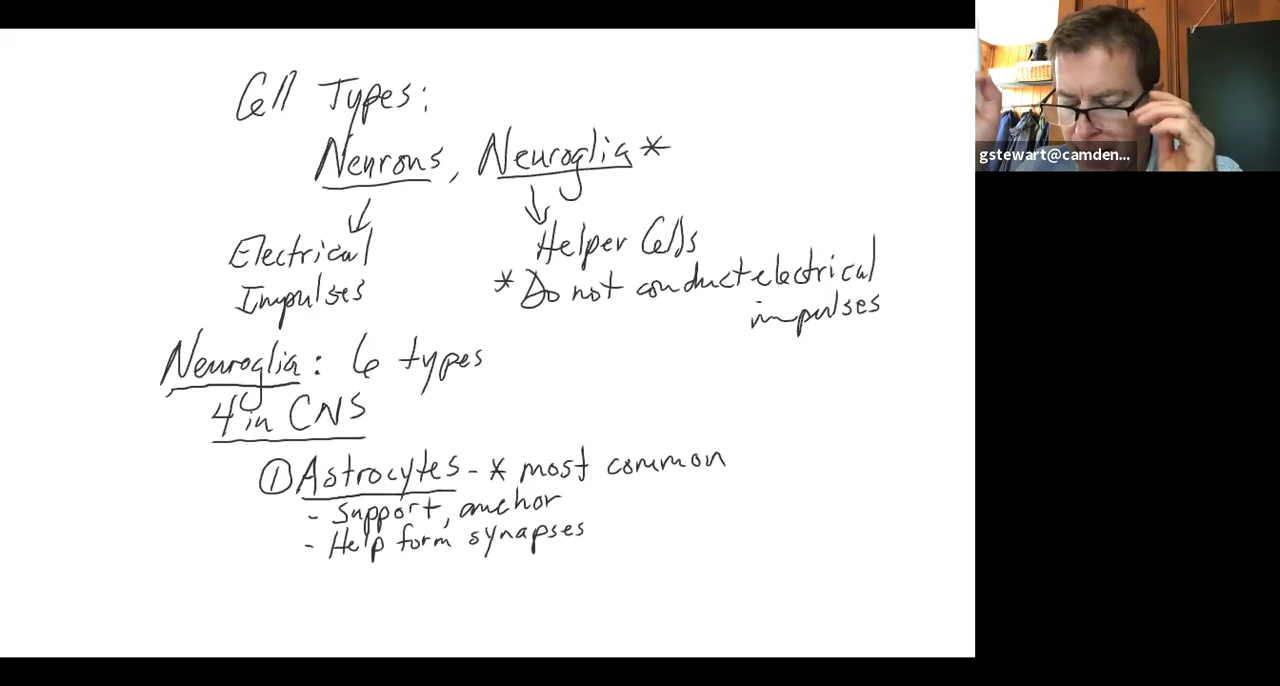 Cell Types:
Neurons, Neuroglia *
Electrical
Impulses
Helper Cells
* Do not conduct electrical
impulses
Neuroglia: 6 types
4 in CNS
① Astrocytes - * most common
- Support, anchor
- Help form synapses
gstewart@camden...